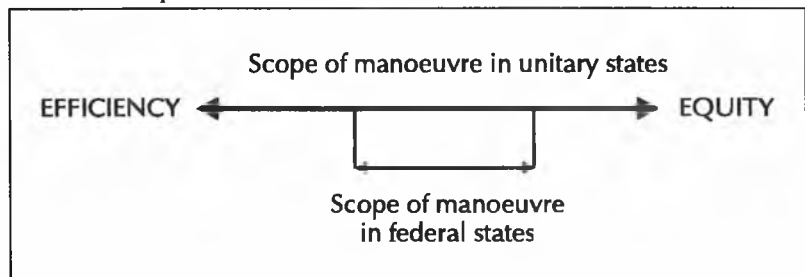 Scope of manoeuvre in unitary states
EFFICIENCY
EQUITY
Scope of manoeuvre
in federal states